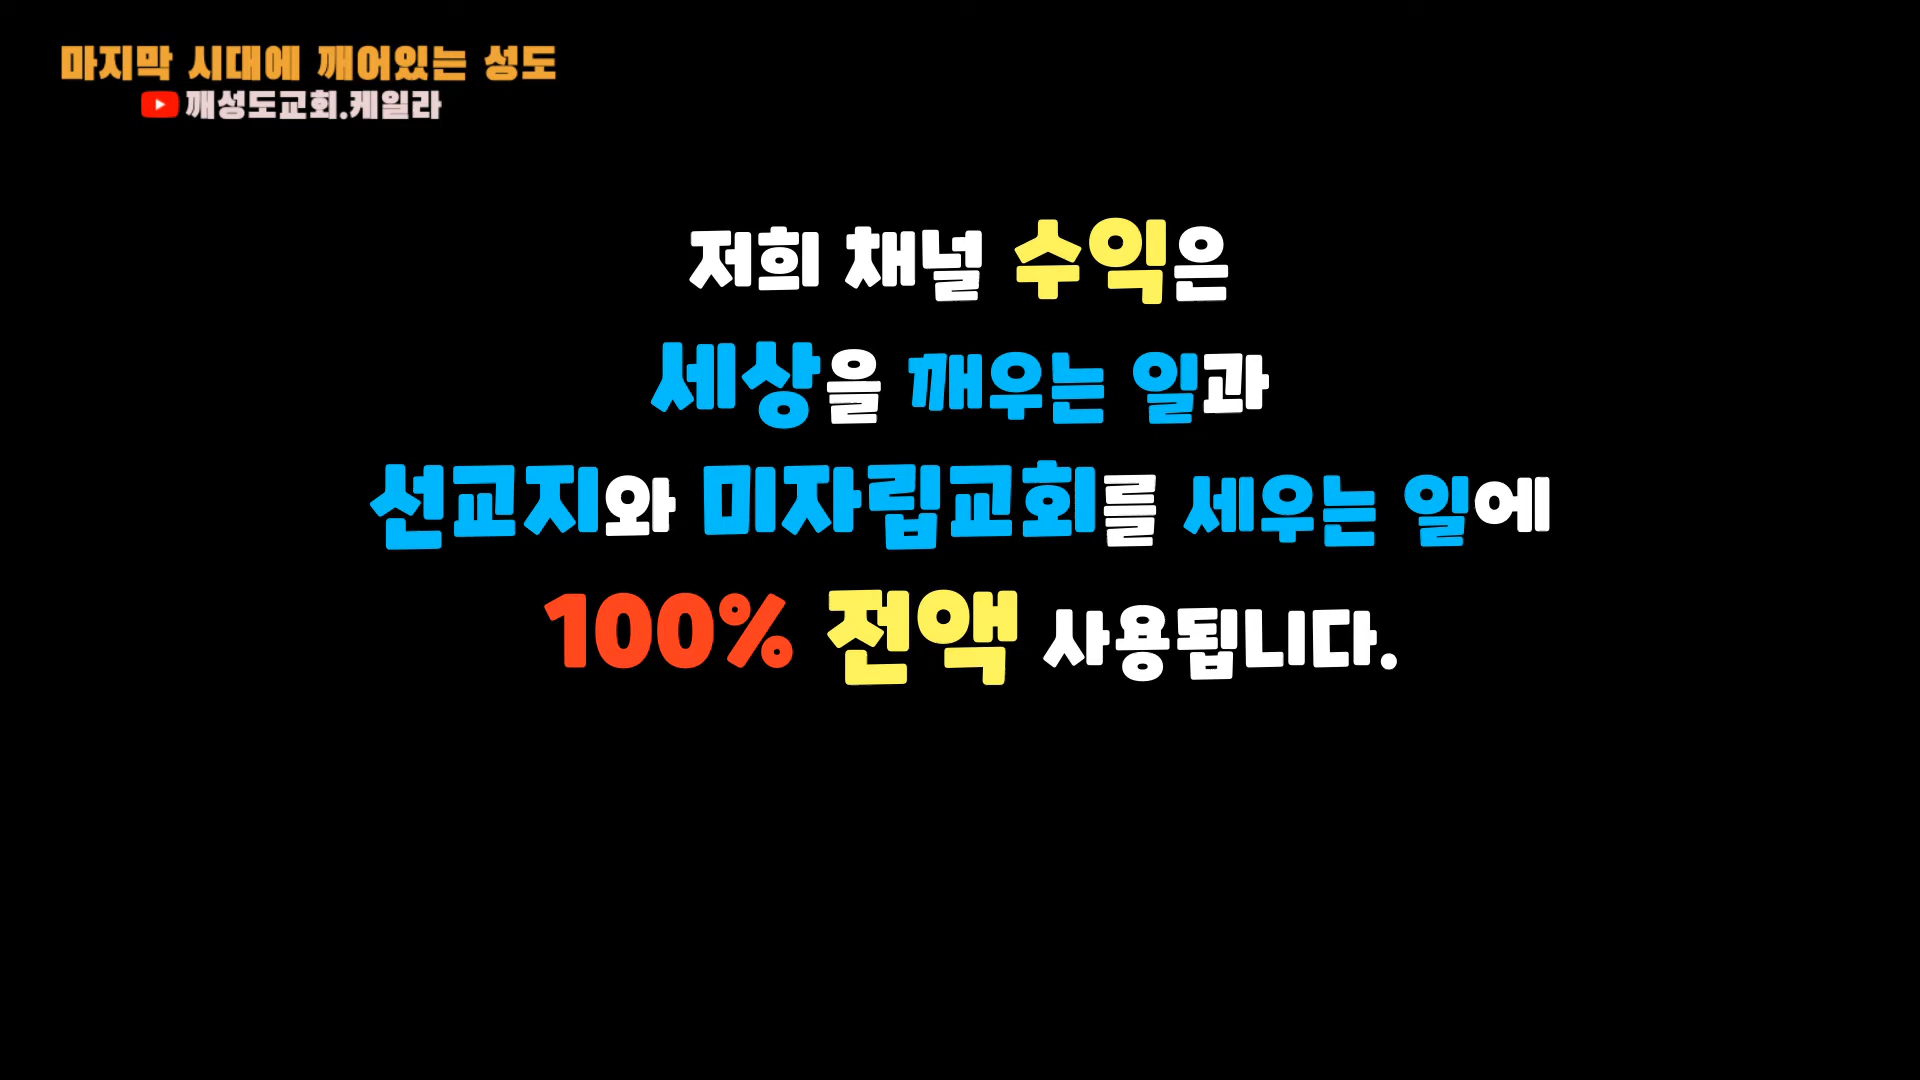 마지막 시대에 깨어있는 성도
깨성도교회.케일라
저희 채널 수익은
세상을 깨우는 일과
선교지와 미자립교회를 세우는 일에
100% 전액 사용됩니다.